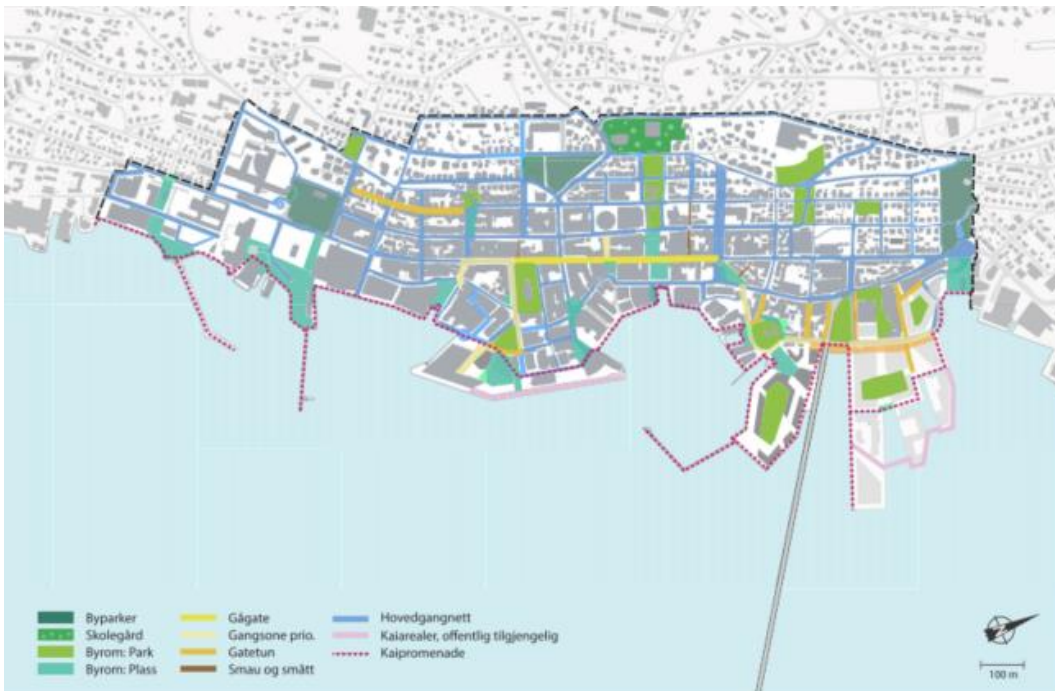 Byparker
Skolegård
Byrom: Park
Byrom: Plass
Gågate
Gangsone prio.
Gatetun
Smau og smått
Hovedgangnett
Kaiarealer, offentlig tilgjengelig
Kaipromenade
100 m